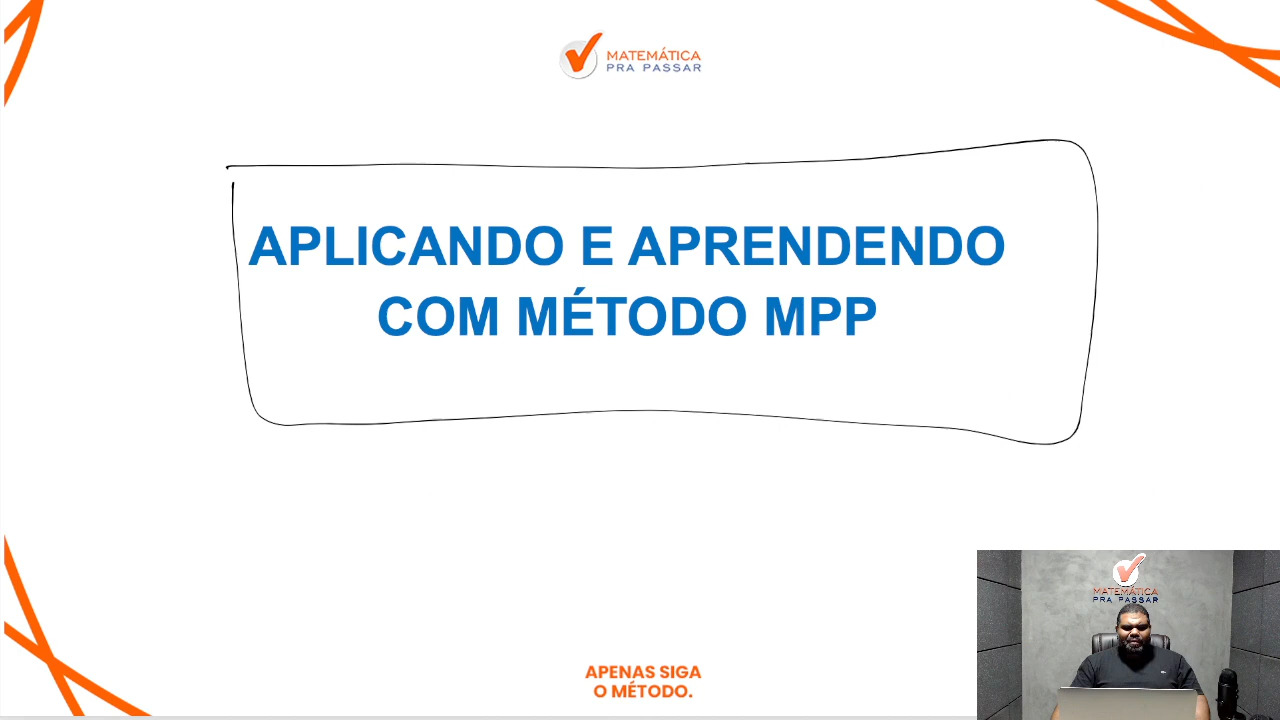 MATEMÁTICA
PRA PASSAR
APLICANDO E APRENDENDO
COM MÉTODO MPP
MATEMÁTICA
PRA PASSAR
APENAS SIGA
O MÉTODO.